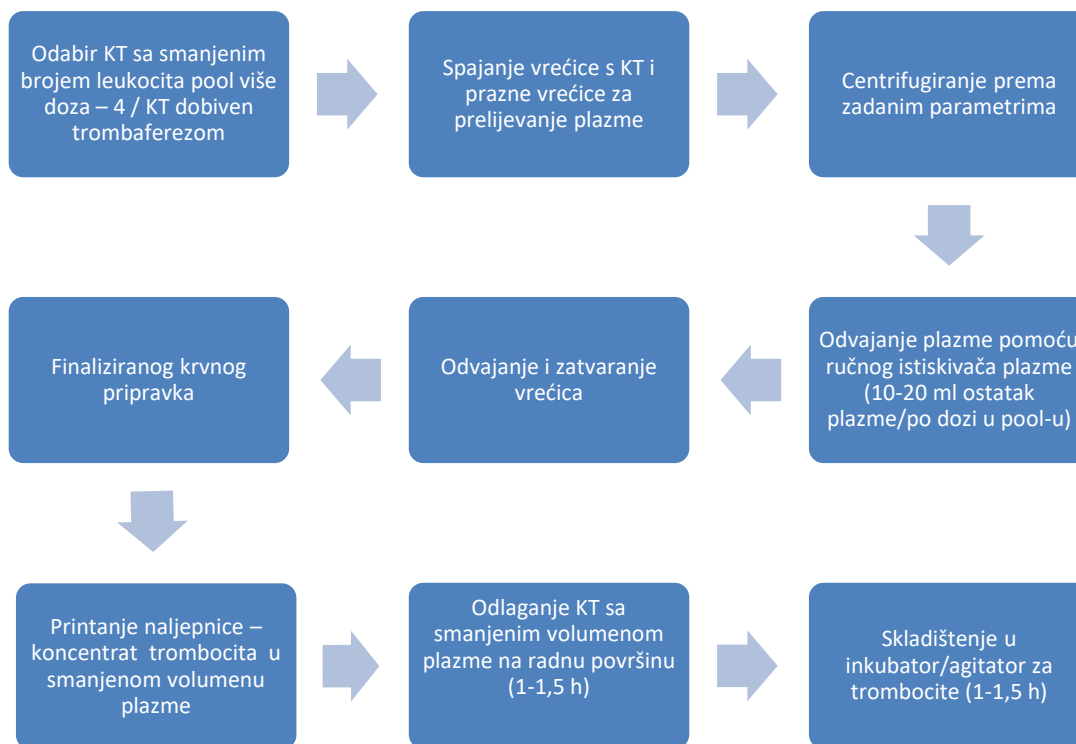 Odabir KT sa smanjenim
brojem leukocita pool više
doza – 4 / KT dobiven
trombaferezom
Spajanje vrećice s KT i
prazne vrećice za
prelijevanje plazme
Centrifugiranje prema
zadanim parametrima
Odvajanje plazme pomoću
ručnog istiskivača plazme
(10-20 ml ostatak
plazme/po dozi u pool-u)
Odvajanje i zatvaranje
vrećica
Finaliziranog krvnog
pripravka
Printanje naljepnice –
koncentrat trombocita u
smanjenom volumenu
plazme
Odlaganje KT sa
smanjenim volumenom
plazme na radnu površinu
(1-1,5 h)
Skladištenje u
inkubator/agitator za
trombocite (1-1,5 h)